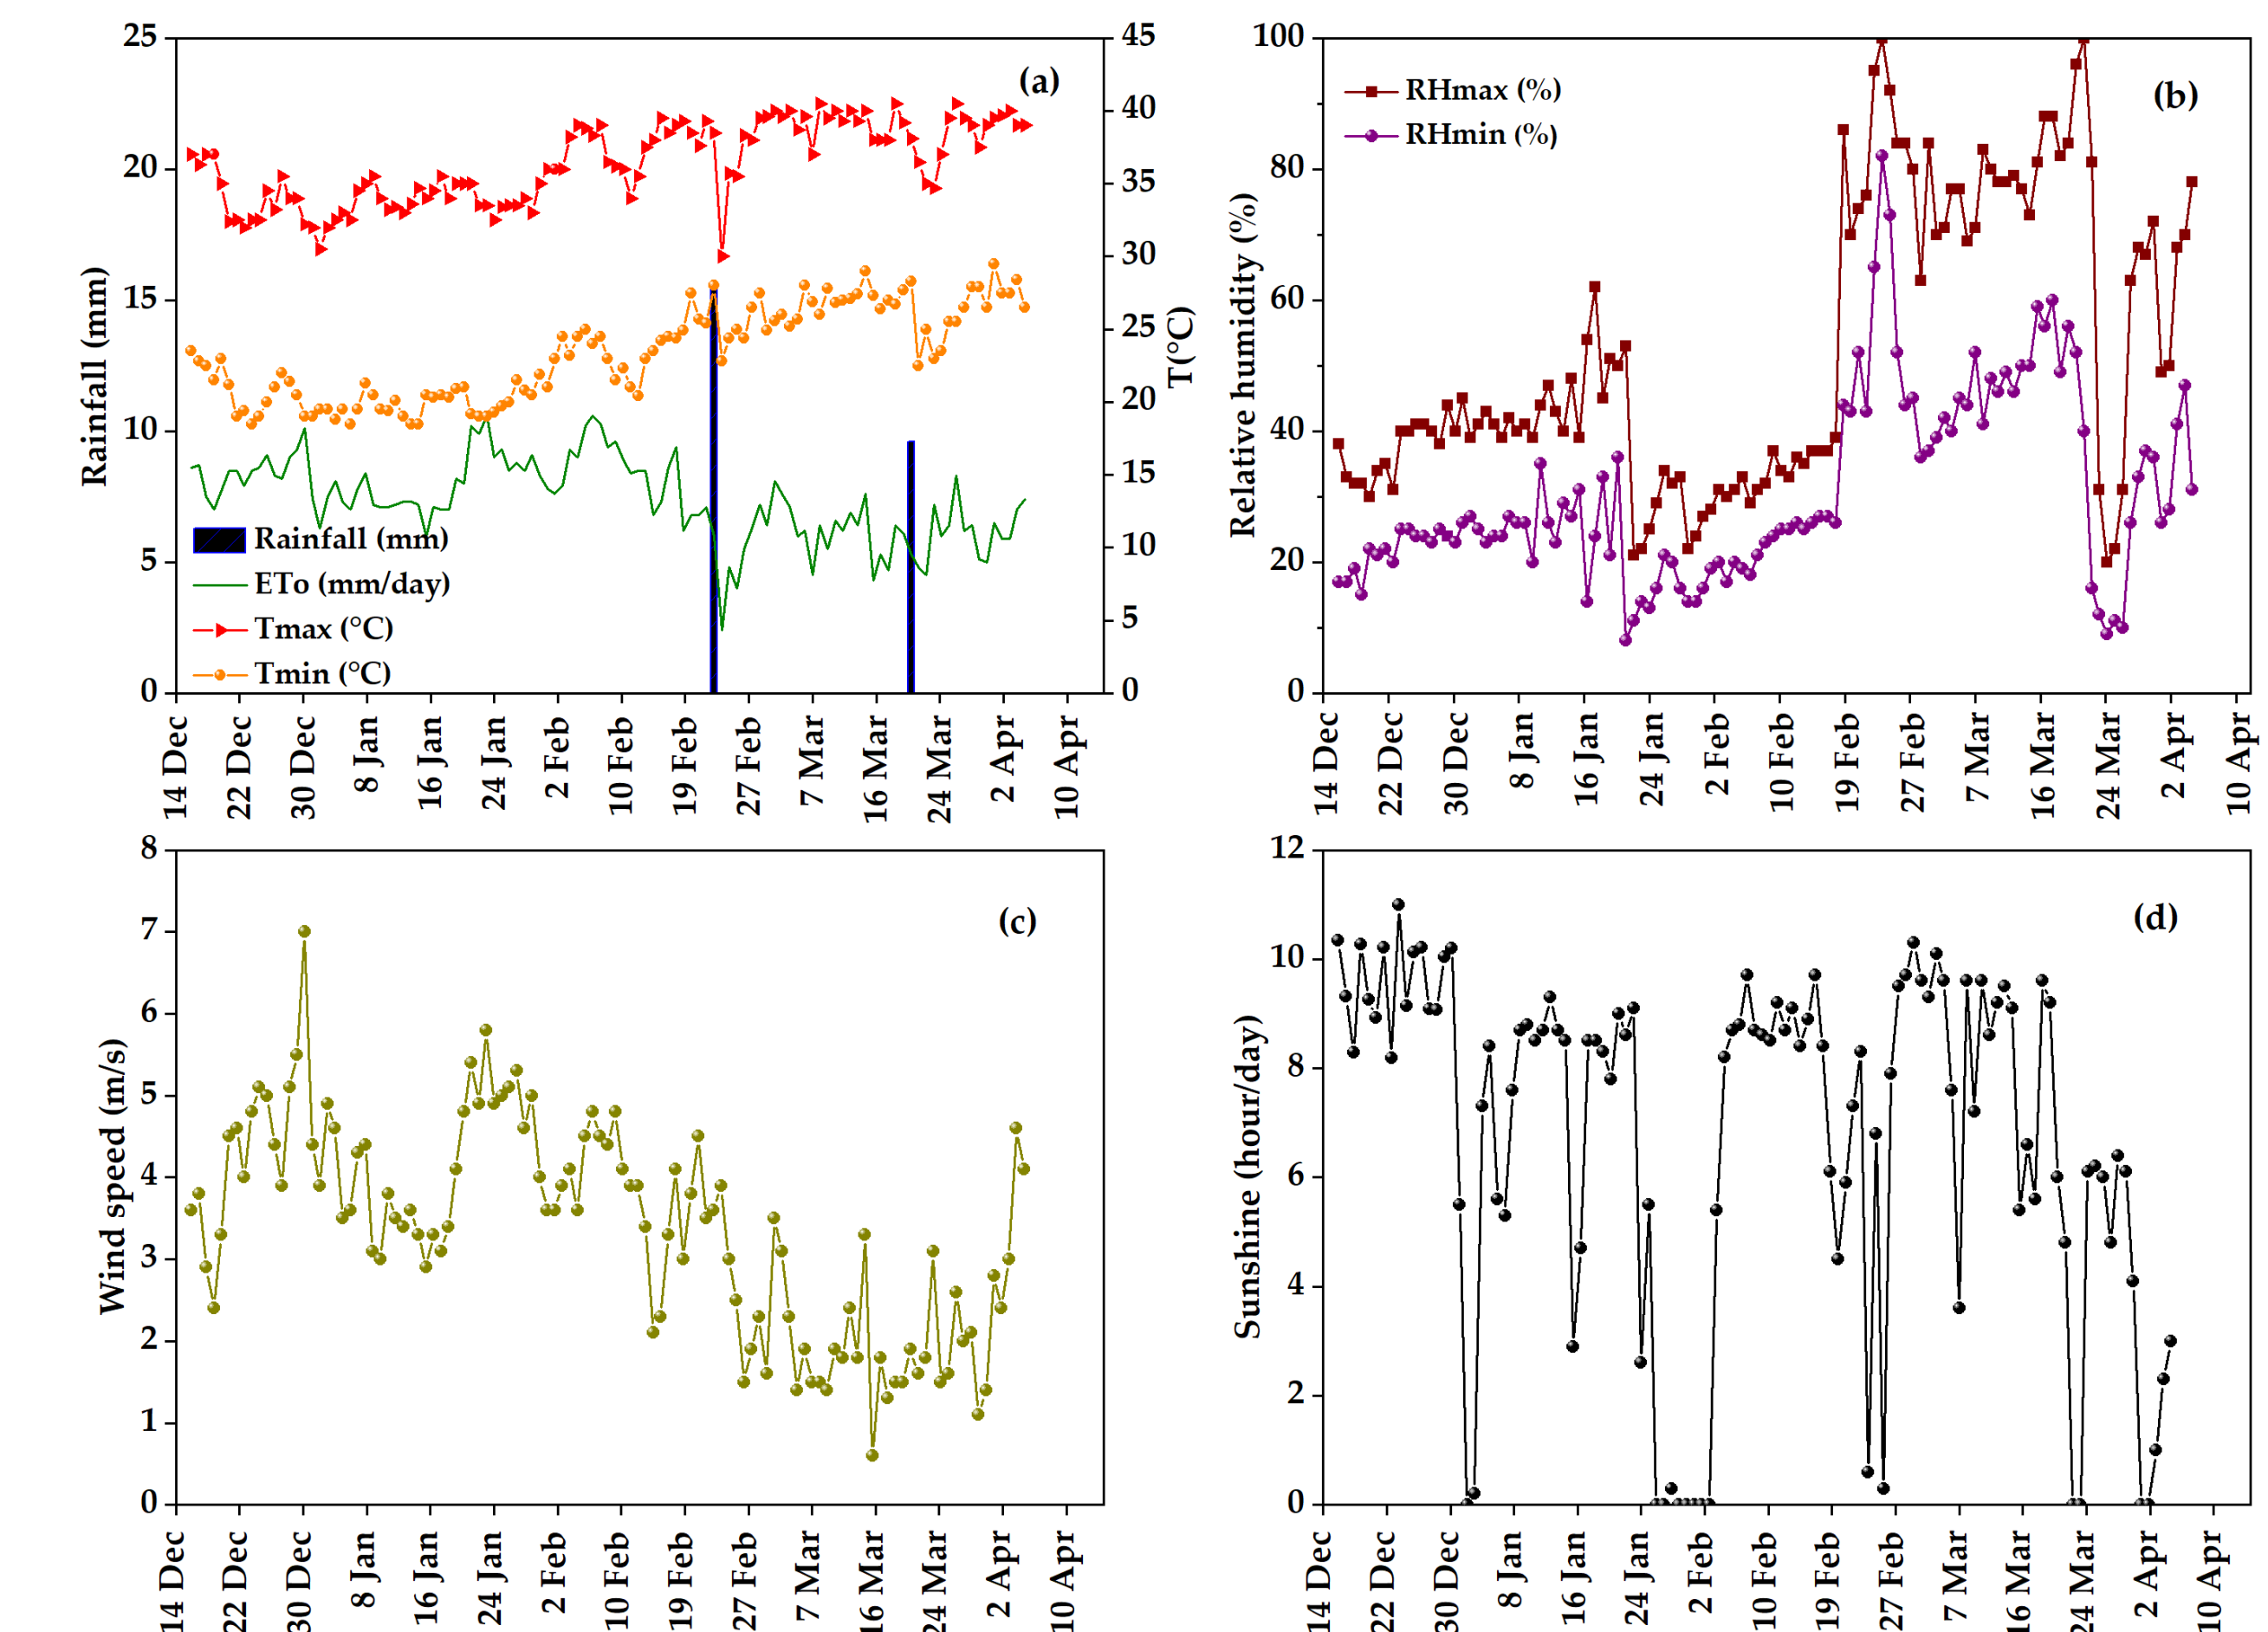 (a)
Rainfall (mm)
25
20
15
10
5
0
45
40
35
30
25
20
15
10
5
0
T(°C)
Rainfall (mm)
ETo (mm/day)
Tmax (°C)
Tmin (°C)
14 Dec
22 Dec
30 Dec
8 Jan
16 Jan
24 Jan
2 Feb
10 Feb
19 Feb
27 Feb
7 Mar
16 Mar
24 Mar
2 Apr
10 Apr
(b)
Relative humidity (%)
100
80
60
40
20
0
RHmax (%)
RHmin (%)
14 Dec
22 Dec
30 Dec
8 Jan
16 Jan
24 Jan
2 Feb
10 Feb
19 Feb
27 Feb
7 Mar
16 Mar
24 Mar
2 Apr
10 Apr
(c)
Wind speed (m/s)
8
7
6
5
4
3
2
1
0
14 Dec
22 Dec
30 Dec
8 Jan
16 Jan
24 Jan
2 Feb
10 Feb
19 Feb
27 Feb
7 Mar
16 Mar
24 Mar
2 Apr
10 Apr
(d)
Sunshine (hour/day)
12
10
8
6
4
2
0
14 Dec
22 Dec
30 Dec
8 Jan
16 Jan
24 Jan
2 Feb
10 Feb
19 Feb
27 Feb
7 Mar
16 Mar
24 Mar
2 Apr
10 Apr